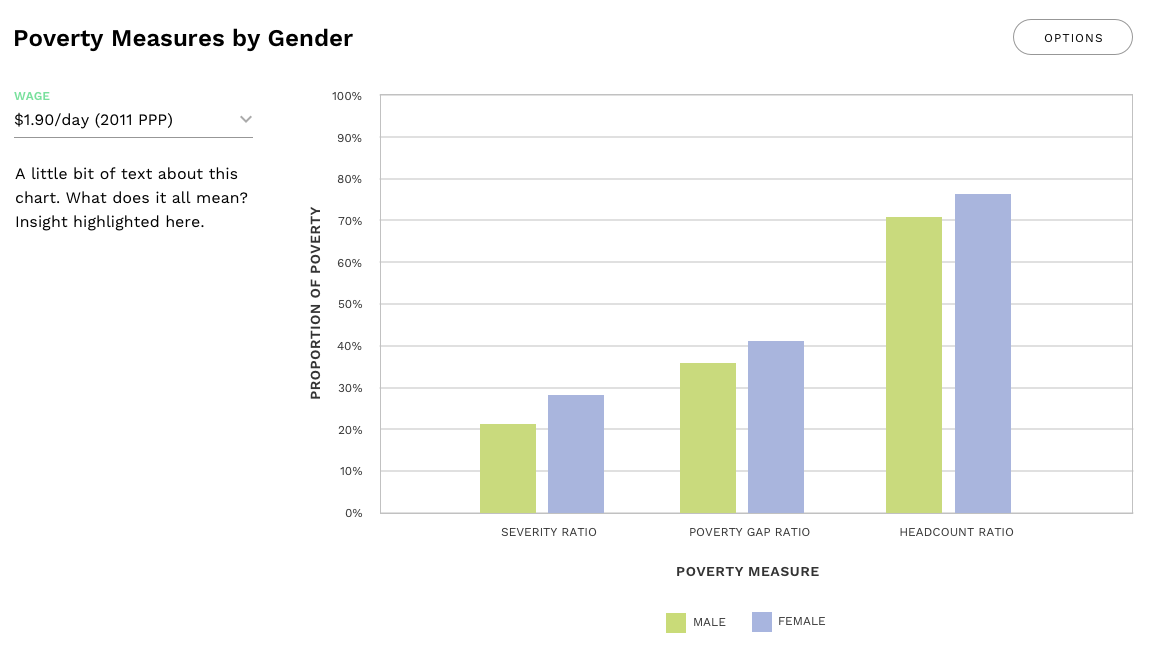 Poverty Measures by Gender
OPTIONS
WAGE
$1.90/day (2011 PPP)
A little bit of text about this
chart. What does it all mean?
Insight highlighted here.
PROPORTION OF POVERTY
100%
90%
80%
70%
60%
50%
40%
30%
20%
10%
0%
SEVERITY RATIO
POVERTY GAP RATIO
HEADCOUNT RATIO
POVERTY MEASURE
MALE
FEMALE